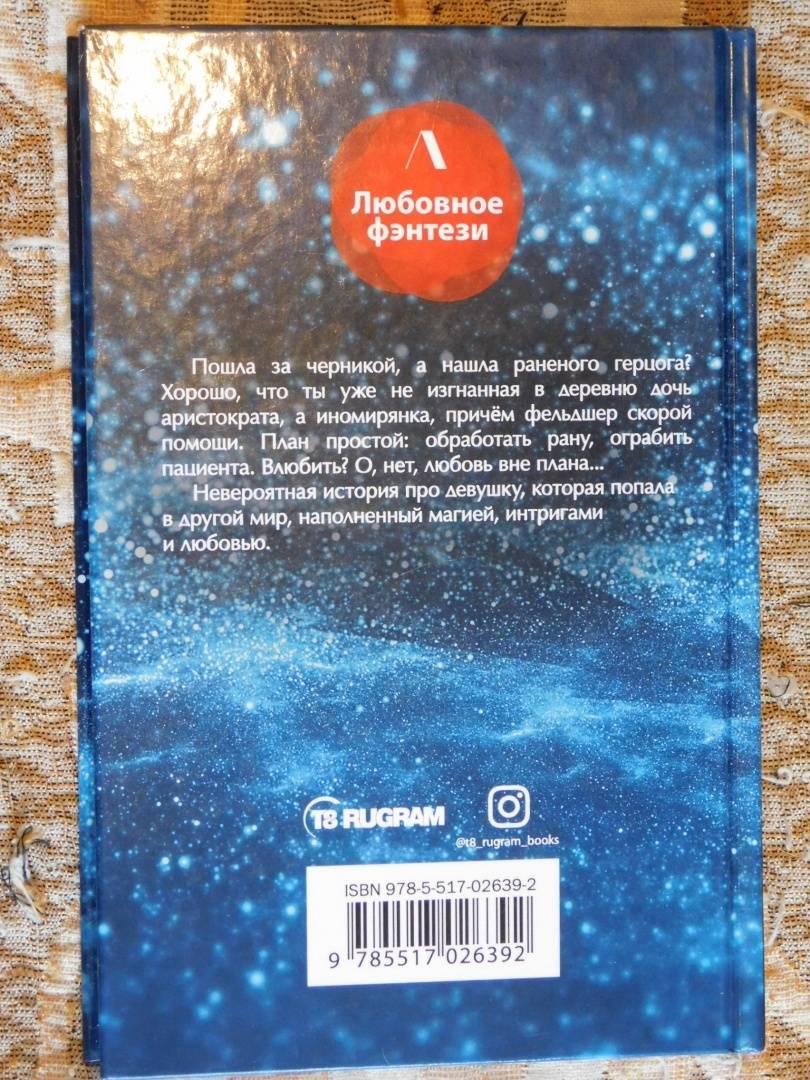 Любовное
фэнтези
Пошла за черникой, а нашла раненого герцога?
Хорошо, что ты уже не изгнанная в деревню дочь
аристократа, а иномирянка, причём фельдшер скорой
помощи. План простой: обработать рану, ограбить
пациента. Влюбить? О, нет, любовь вне плана...
Невероятная история про девушку, которая попала
в другой мир, наполненный магией, интригами
и любовью.
T8 RUGRAM
@t8_rugram_books
ISBN 978-5-517-02639-2
9 785517 026392